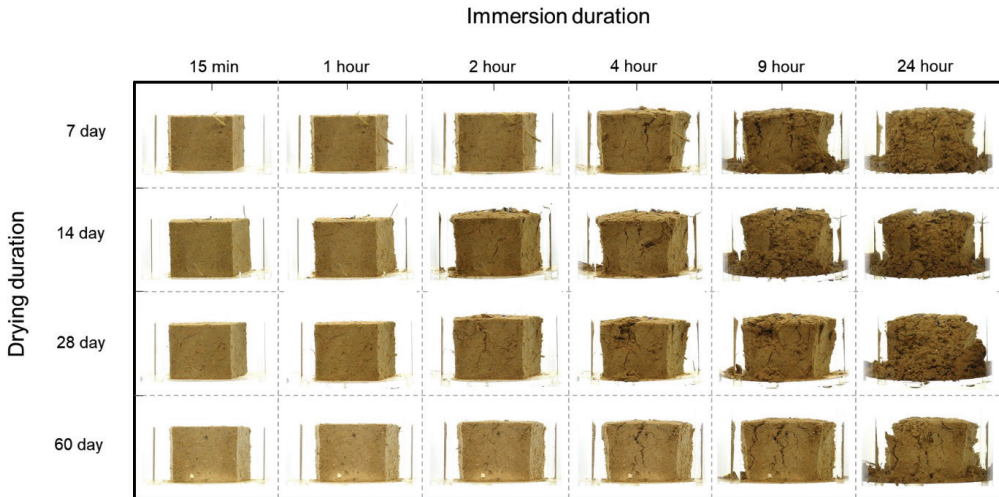 Immersion duration
15 min
1 hour
2 hour
4 hour
9 hour
24 hour
7 day
14 day
28 day
60 day
Drying duration